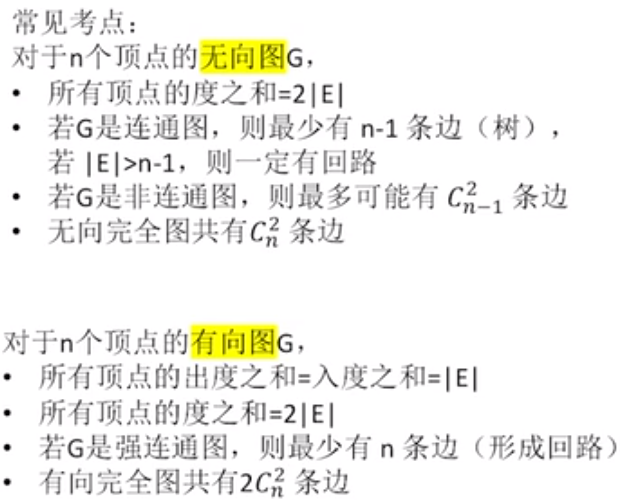 常见考点：
对于n个顶点的无向图G，
• 所有顶点的度之和=2|E|
• 若G是连通图，则最少有 n-1 条边（树），
若 |E|>n-1，则一定有回路
• 若G是非连通图，则最多可能有 $C_{n-1}^2$ 条边
• 无向完全图共有$C_n^2$ 条边
对于n个顶点的有向图G，
• 所有顶点的出度之和=入度之和=|E|
• 所有顶点的度之和=2|E|
• 若G是强连通图，则最少有 n 条边（形成回路）
• 有向完全图共有$2C_n^2$ 条边